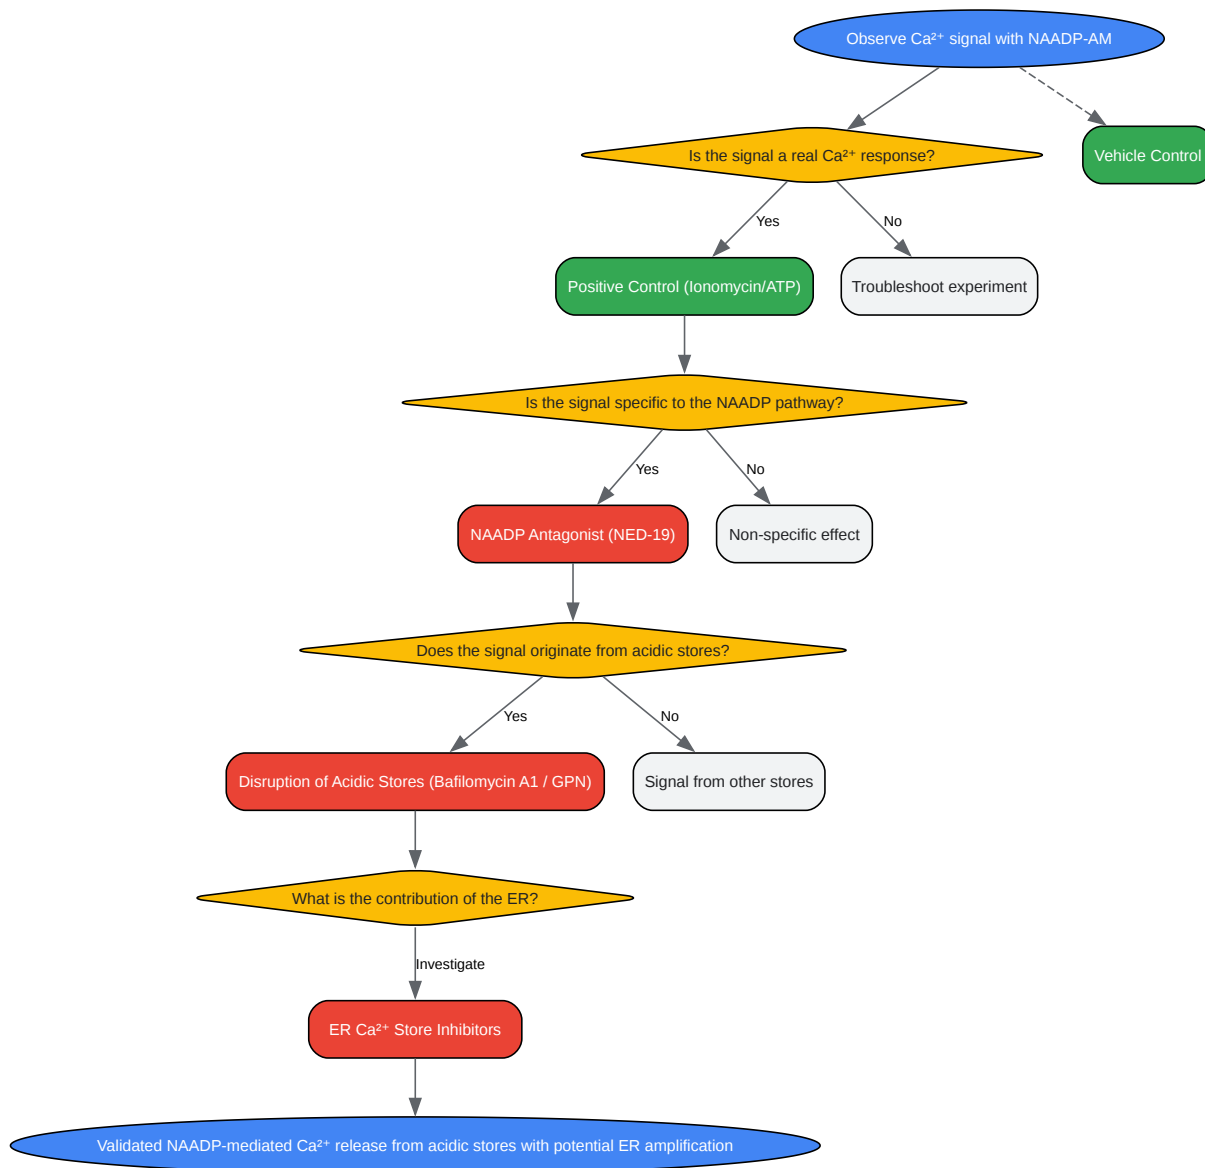 Observe Ca²⁺ signal with NAADP-AM
Is the signal a real Ca²⁺ response?
Vehicle Control
Yes
No
Positive Control (Ionomycin/ATP)
Troubleshoot experiment
Is the signal specific to the NAADP pathway?
Yes
No
NAADP Antagonist (NED-19)
Non-specific effect
Does the signal originate from acidic stores?
Yes
No
Disruption of Acidic Stores (Bafilomycin A1 / GPN)
Signal from other stores
What is the contribution of the ER?
Investigate
ER Ca²⁺ Store Inhibitors
Validated NAADP-mediated Ca²⁺ release from acidic stores with potential ER amplification